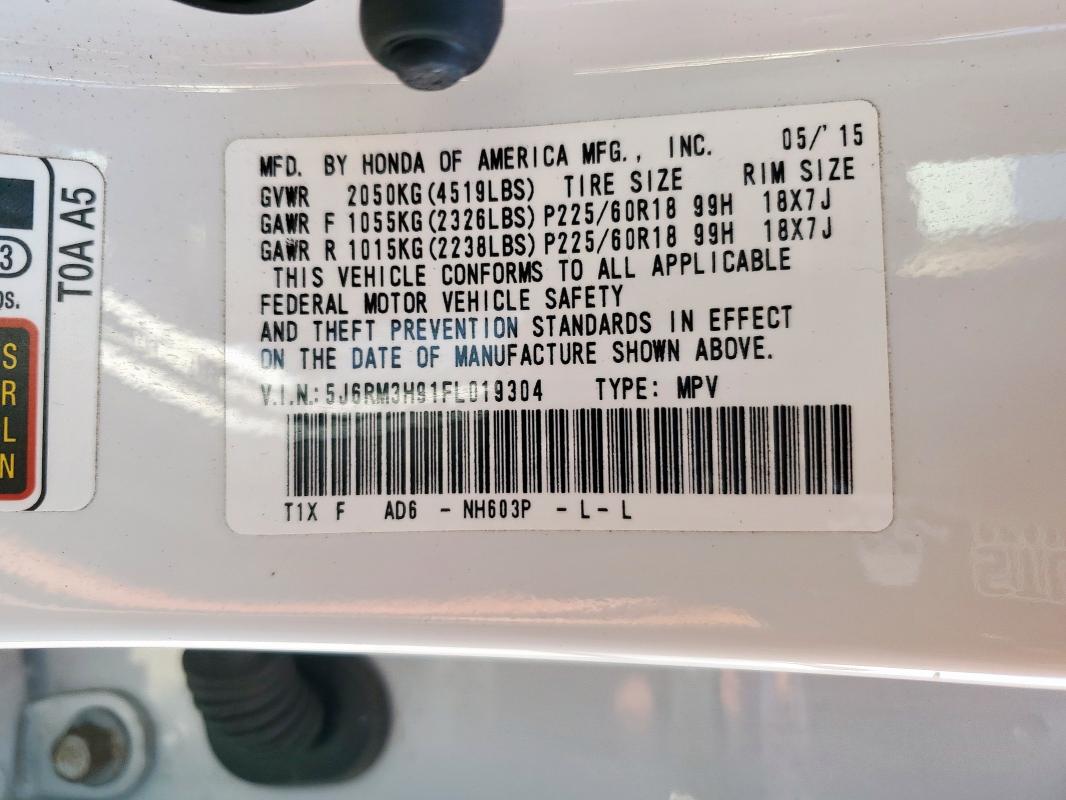 MFD. BY HONDA OF AMERICA MFG., INC. 05/'15
GVWR 2050KG(4519LBS) TIRE SIZE RIM SIZE
GAWR F 1055KG(2326LBS)P225/60R18 99H 18X7J
GAWR R 1015KG(2238LBS)P225/60R18 99H 18X7J
THIS VEHICLE CONFORMS TO ALL APPLICABLE
FEDERAL MOTOR VEHICLE SAFETY
AND THEFT PREVENTION STANDARDS IN EFFECT
ON THE DATE OF MANUFACTURE SHOWN ABOVE.
V.I.N.: 5J6RM3H91FL019304 TYPE: MPV
T1X F AD6 - NH603P - L- L
T0A A5
3
S
R
L
N